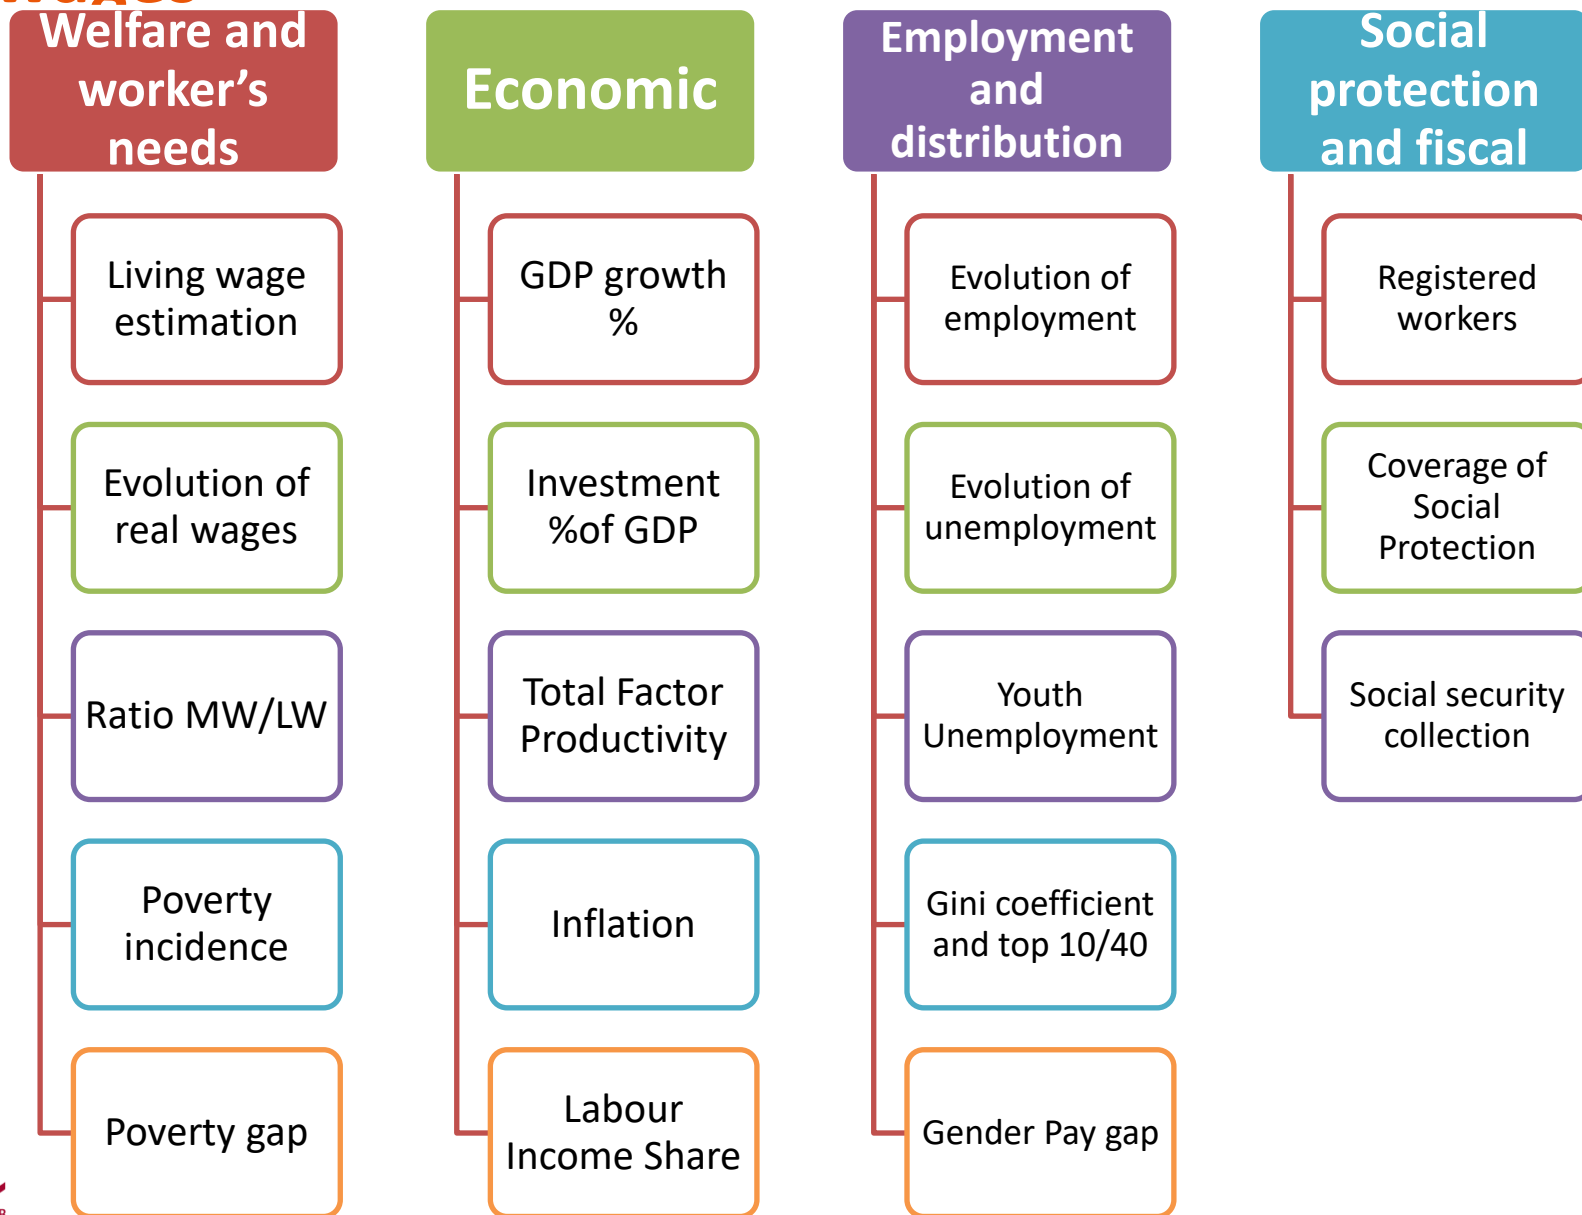 Welfare and
worker's
needs
Living wage
estimation
Evolution of
real wages
Ratio MW/LW
Poverty
incidence
Poverty gap
Economic
GDP growth
%
Investment
%of GDP
Total Factor
Productivity
Inflation
Labour
Income Share
Employment
and
distribution
Evolution of
employment
Evolution of
unemployment
Youth
Unemployment
Gini coefficient
and top 10/40
Gender Pay gap
Social
protection
and fiscal
Registered
workers
Coverage of
Social
Protection
Social security
collection